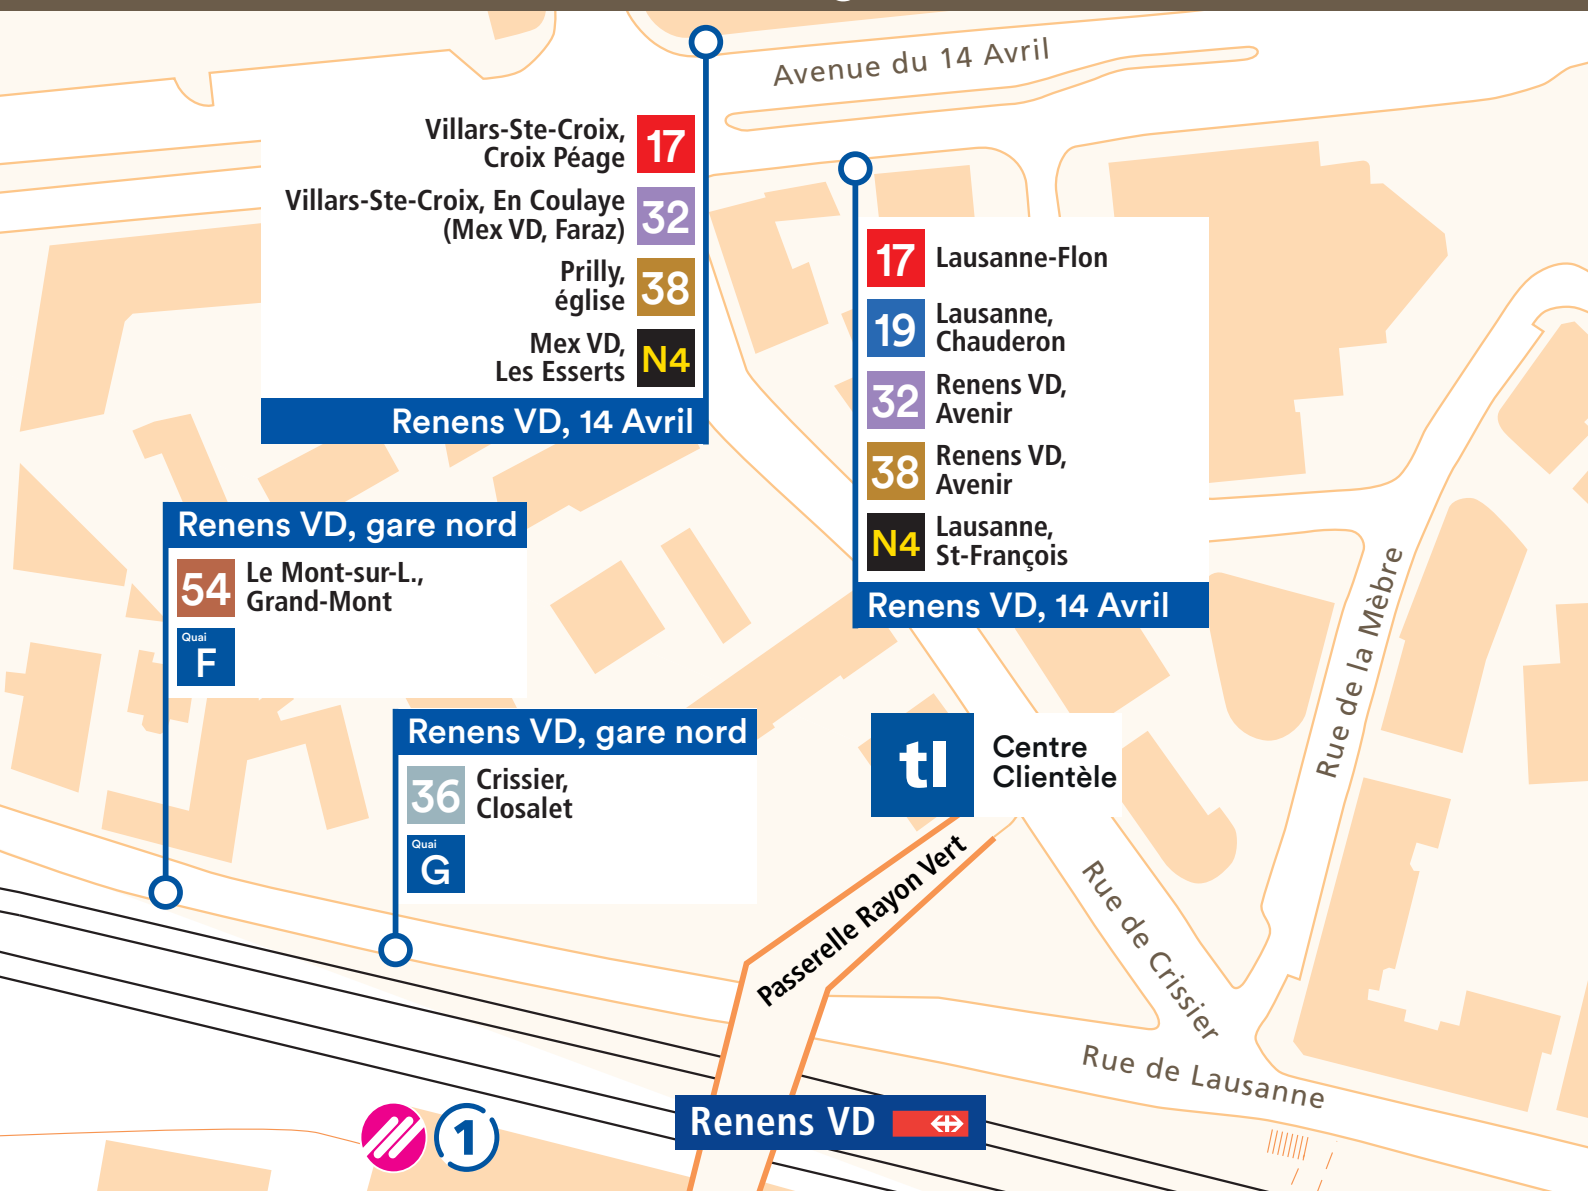 Avenue du 14 Avril
Villars-Ste-Croix,
Croix Péage
17
Villars-Ste-Croix, En Coulaye
(Mex VD, Faraz)
32
Prilly,
église
38
Mex VD,
Les Esserts
N4
Renens VD, 14 Avril
17
Lausanne-Flon
19
Lausanne,
Chauderon
32
Renens VD,
Avenir
38
Renens VD,
Avenir
N4
Lausanne,
St-François
Renens VD, 14 Avril
Renens VD, gare nord
54
Le Mont-sur-L.,
Grand-Mont
Quai
F
Renens VD, gare nord
36
Crissier,
Closalet
Quai
G
tl
Centre
Clientèle
Passerelle Rayon Vert
Rue de la Mèbre
Rue de Crissier
Rue de Lausanne
Renens VD
1